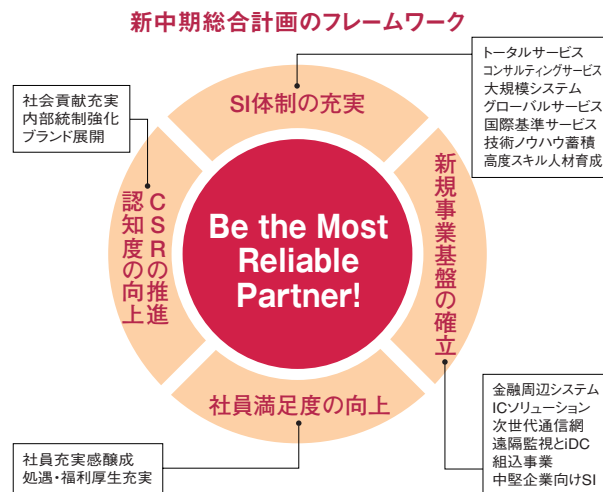 新中期総合計画のフレームワーク
トータルサービス
コンサルティングサービス
大規模システム
グローバルサービス
国際基準サービス
技術ノウハウ蓄積
高度スキル人材育成
社会貢献充実
内部統制強化
ブランド展開
SI体制の充実
新規事業基盤の確立
CSRの推進
認知度の向上
Be the Most
Reliable
Partner!
社員満足度の向上
金融周辺システム
ICソリューション
次世代通信網
遠隔監視とiDC
組込事業
中堅企業向けSI
社員充実感醸成
処遇・福利厚生充実